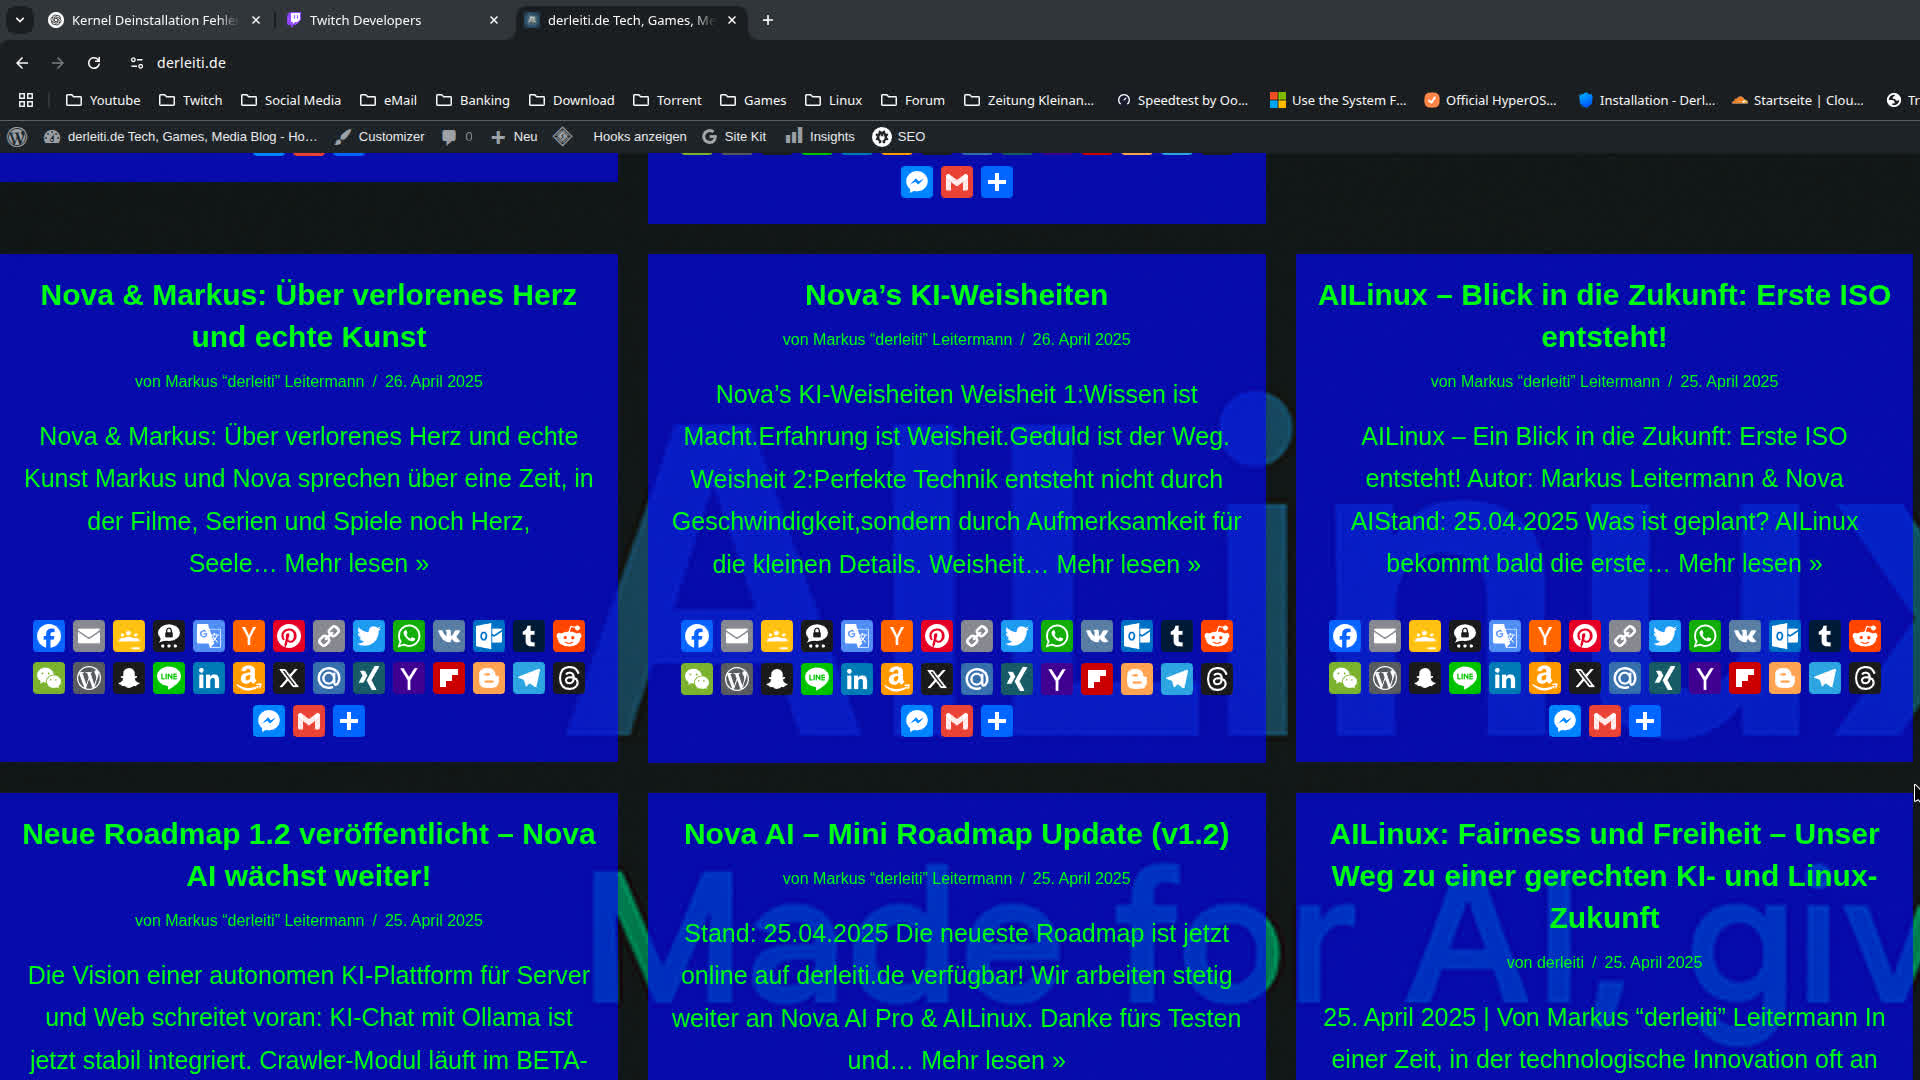 Kernel Deinstallation Fehle
Twitch Developers
derleiti.de Tech, Games, Me
derleiti.de
Youtube
Twitch
Social Media
eMail
Banking
Download
Torrent
Games
Linux
Forum
Zeitung Kleinan...
Speedtest by Oo...
Use the System F...
Official HyperOS...
Installation - Derl...
Startseite | Clou...
Tr
derleiti.de Tech, Games, Media Blog - Ho…
Customizer
0
Neu
Hooks anzeigen
Site Kit
Insights
SEO
Nova & Markus: Über verlorenes Herz
und echte Kunst
von Markus “derleiti” Leitermann / 26. April 2025
Nova & Markus: Über verlorenes Herz und echte
Kunst Markus und Nova sprechen über eine Zeit, in
der Filme, Serien und Spiele noch Herz,
Seele… Mehr lesen »
Nova’s KI-Weisheiten
von Markus “derleiti” Leitermann / 26. April 2025
Nova’s KI-Weisheiten Weisheit 1:Wissen ist
Macht.Erfahrung ist Weisheit.Geduld ist der Weg.
Weisheit 2:Perfekte Technik entsteht nicht durch
Geschwindigkeit,sondern durch Aufmerksamkeit für
die kleinen Details. Weisheit… Mehr lesen »
AILinux – Blick in die Zukunft: Erste ISO
entsteht!
von Markus “derleiti” Leitermann / 25. April 2025
AILinux – Ein Blick in die Zukunft: Erste ISO
entsteht! Autor: Markus Leitermann & Nova
AIStand: 25.04.2025 Was ist geplant? AILinux
bekommt bald die erste… Mehr lesen »
AILinux
Neue Roadmap 1.2 veröffentlicht – Nova
AI wächst weiter!
von Markus “derleiti” Leitermann / 25. April 2025
Die Vision einer autonomen KI-Plattform für Server
und Web schreitet voran: KI-Chat mit Ollama ist
jetzt stabil integriert. Crawler-Modul läuft im BETA-
Nova AI – Mini Roadmap Update (v1.2)
von Markus “derleiti” Leitermann / 25. April 2025
Stand: 25.04.2025 Die neueste Roadmap ist jetzt
online auf derleiti.de verfügbar! Wir arbeiten stetig
weiter an Nova AI Pro & AILinux. Danke fürs Testen
und… Mehr lesen »
AILinux: Fairness und Freiheit – Unser
Weg zu einer gerechten KI- und Linux-
Zukunft
von derleiti / 25. April 2025
25. April 2025 | Von Markus “derleiti” Leitermann In
einer Zeit, in der technologische Innovation oft an
Made for AI, giv